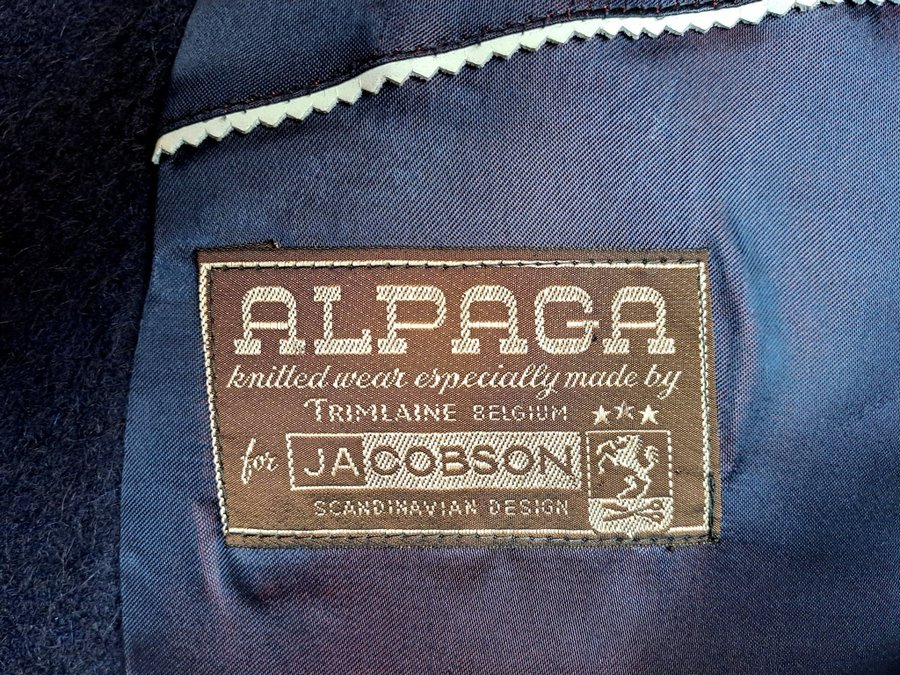 ALPAGA
knitted wear especially made by
TRIMLAINE BELGIUM
for JACOBSON
SCANDINAVIAN DESIGN